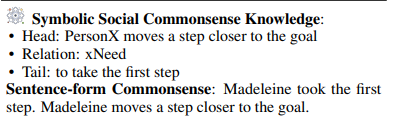 Symbolic Social Commonsense Knowledge:
• Head: PersonX moves a step closer to the goal
• Relation: xNeed
• Tail: to take the first step
Sentence-form Commonsense: Madeleine took the first
step. Madeleine moves a step closer to the goal.